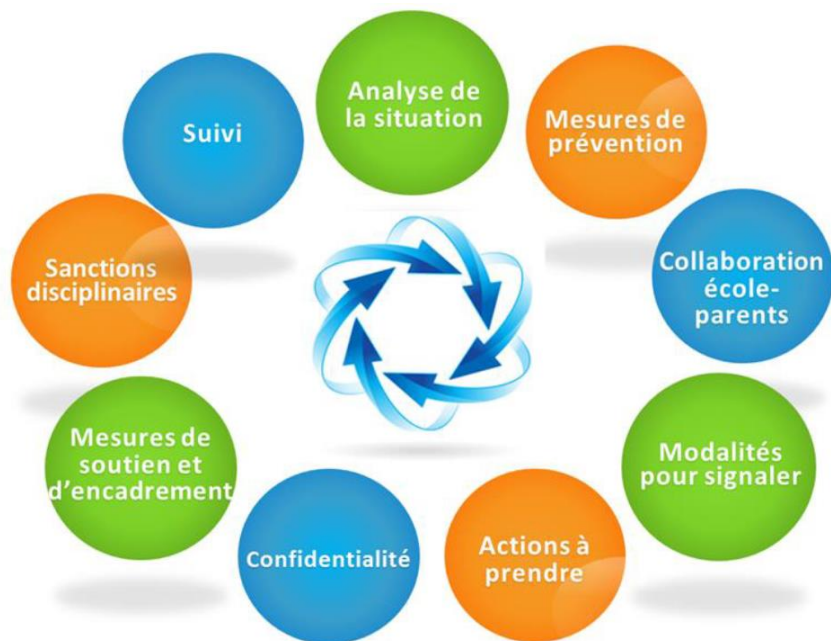 Analyse de
la situation
Mesures de
prévention
Collaboration
école-
parents
Modalités
pour signaler
Actions à
prendre
Confidentialité
Mesures de
soutien et
d'encadrement
Sanctions
disciplinaires
Suivi